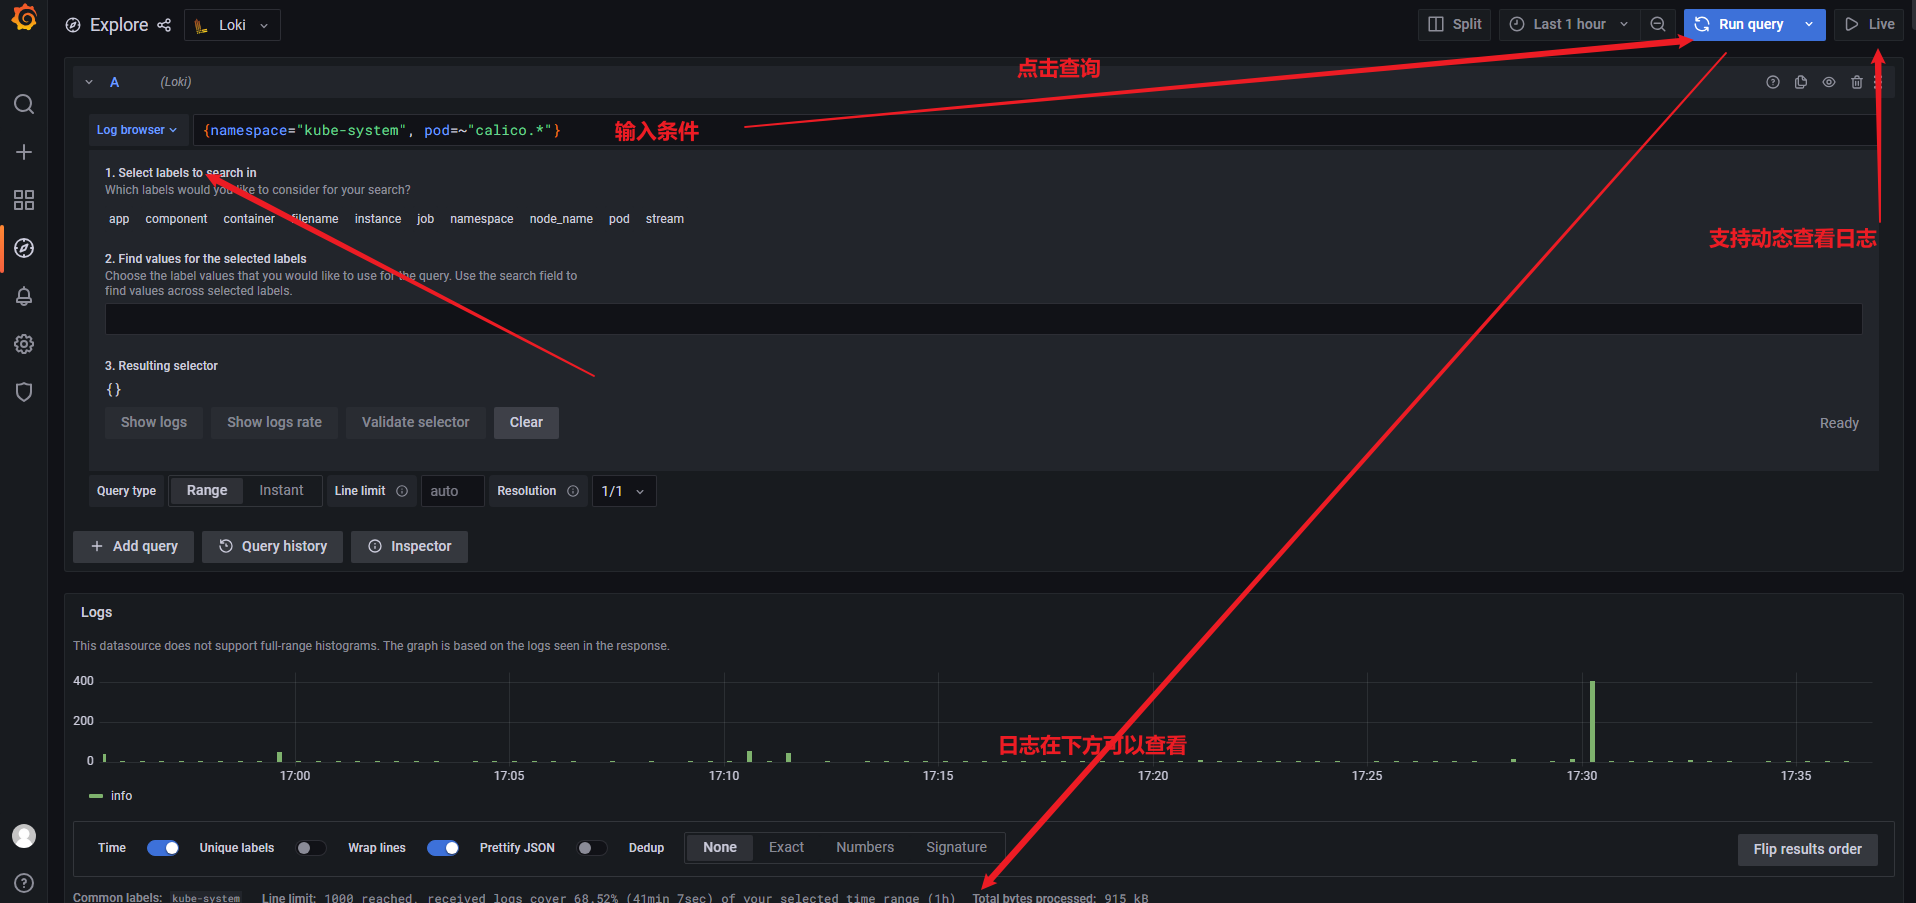 Explore Loki Split Last 1 hour Run query Live
点击查询
A (Loki)
Log browser {namespace="kube-system", pod=~"calico.*"} 输入条件
1. Select labels to search in
Which labels would you like to consider for your search?
app component container filename instance job namespace node_name pod stream
支持动态查看日志
2. Find values for the selected labels
Choose the label values that you would like to use for the query. Use the search field to
find values across selected labels.
3. Resulting selector
{}
Show logs Show logs rate Validate selector Clear Ready
Query type Range Instant Line limit auto Resolution 1/1
+ Add query Query history Inspector
Logs
This datasource does not support full-range histograms. The graph is based on the logs seen in the response.
400
200
日志在下方可以查看
0
17:00 17:05 17:10 17:15 17:20 17:25 17:30 17:35
info
Time Unique labels Wrap lines Prettify JSON Dedup None Exact Numbers Signature Flip results order
Common labels: kube-system Line limit: 1000 reached, received logs cover 68.52% (41min 7sec) of your selected time range (1h) Total bytes processed: 915 kB